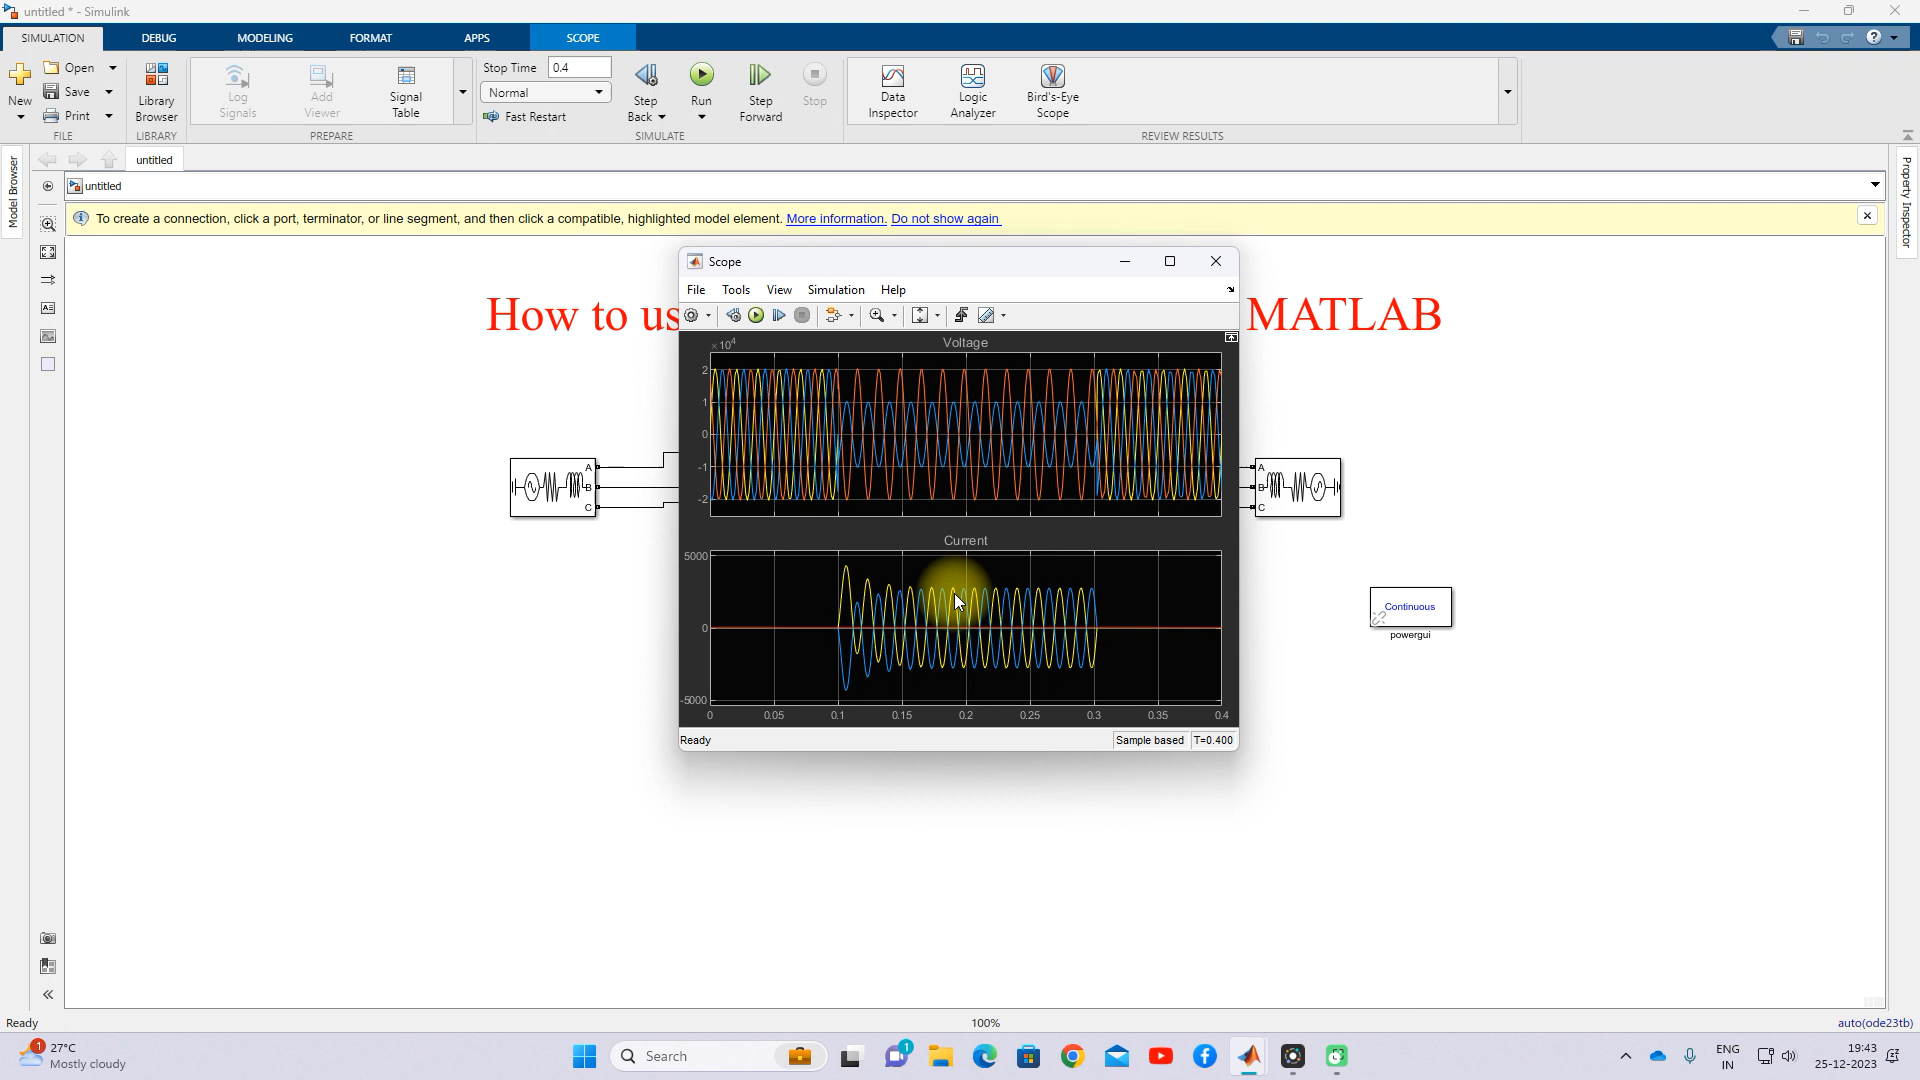 untitled * - Simulink
SIMULATION DEBUG MODELING FORMAT APPS SCOPE
New
Open
Save
Print
FILE
Library
Browser
LIBRARY
Log
Signals
Add
Viewer
Signal
Table
PREPARE
Stop Time 0.4
Normal
Fast Restart
Step
Back
Run
Step
Forward
Stop
SIMULATE
Data
Inspector
Logic
Analyzer
Bird's-Eye
Scope
REVIEW RESULTS
Model Browser
Property Inspector
untitled
untitled
To create a connection, click a port, terminator, or line segment, and then click a compatible, highlighted model element. More information. Do not show again
How to us MATLAB
Scope
File Tools View Simulation Help
×10⁴
Voltage
2
1
0
-1
-2
Current
5000
0
-5000
0 0.05 0.1 0.15 0.2 0.25 0.3 0.35 0.4
Ready Sample based T=0.400
A
B
C
A
B
C
Continuous
powergui
Ready 100% auto(ode23tb)
1
27°C
Mostly cloudy
Search
1
ENG
IN
19:43
25-12-2023